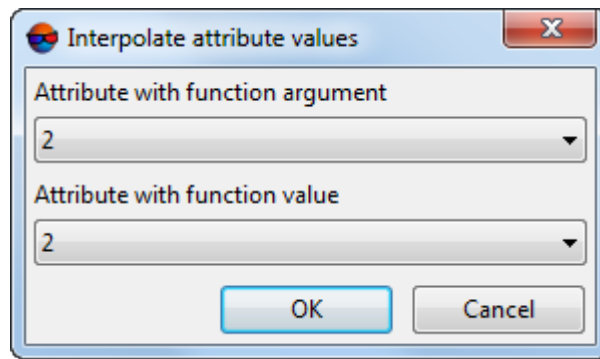 Interpolate attribute values
Attribute with function argument
2
Attribute with function value
2
OK Cancel